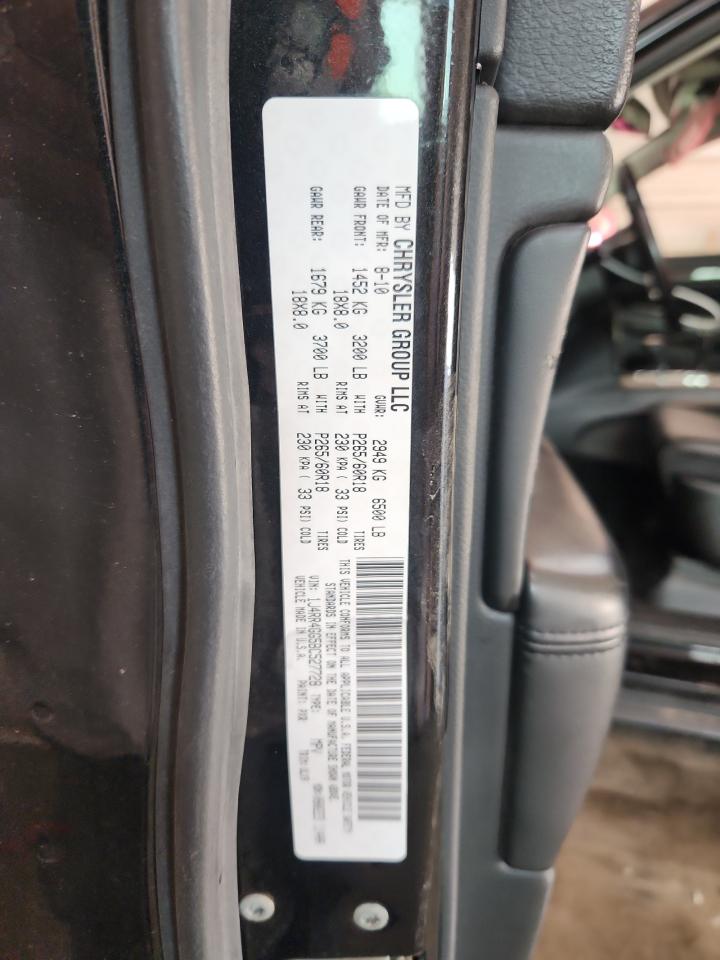 MFD BY CHRYSLER GROUP LLC
DATE OF MFR: 8-10 GVWR: 2949 KG 6500 LB
GAWR FRONT: 1452 KG 3200 LB WITH P265/60R18 TIRES
18X8.0 RIMS AT 230 KPA ( 33 PSI) COLD
GAWR REAR: 1679 KG 3700 LB WITH P265/60R18 TIRES
18X8.0 RIMS AT 230 KPA ( 33 PSI) COLD
THIS VEHICLE CONFORMS TO ALL APPLICABLE U.S.A. FEDERAL MOTOR VEHICLE SAFETY
STANDARDS IN EFFECT ON THE DATE OF MANUFACTURE SHOWN ABOVE.
VIN: 1J4RR4GG5BC527728 TYPE: MPV
VEHICLE MADE IN U.S.A. PAINT: PXR TRIM: